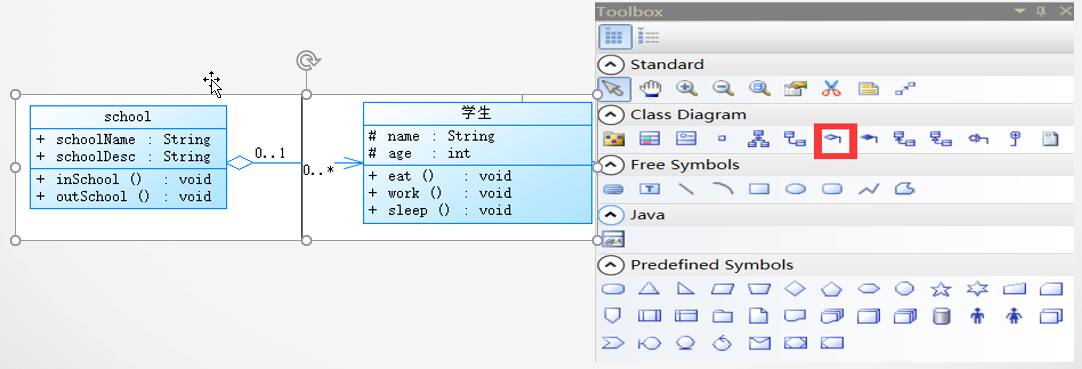 Toolbox
Standard
Class Diagram
Free Symbols
Java
Predefined Symbols
school
+ schoolName : String
+ schoolDesc : String
+ inSchool () : void
+ outSchool () : void
0..1
0..*
学生
# name : String
# age : int
+ eat () : void
+ work () : void
+ sleep () : void